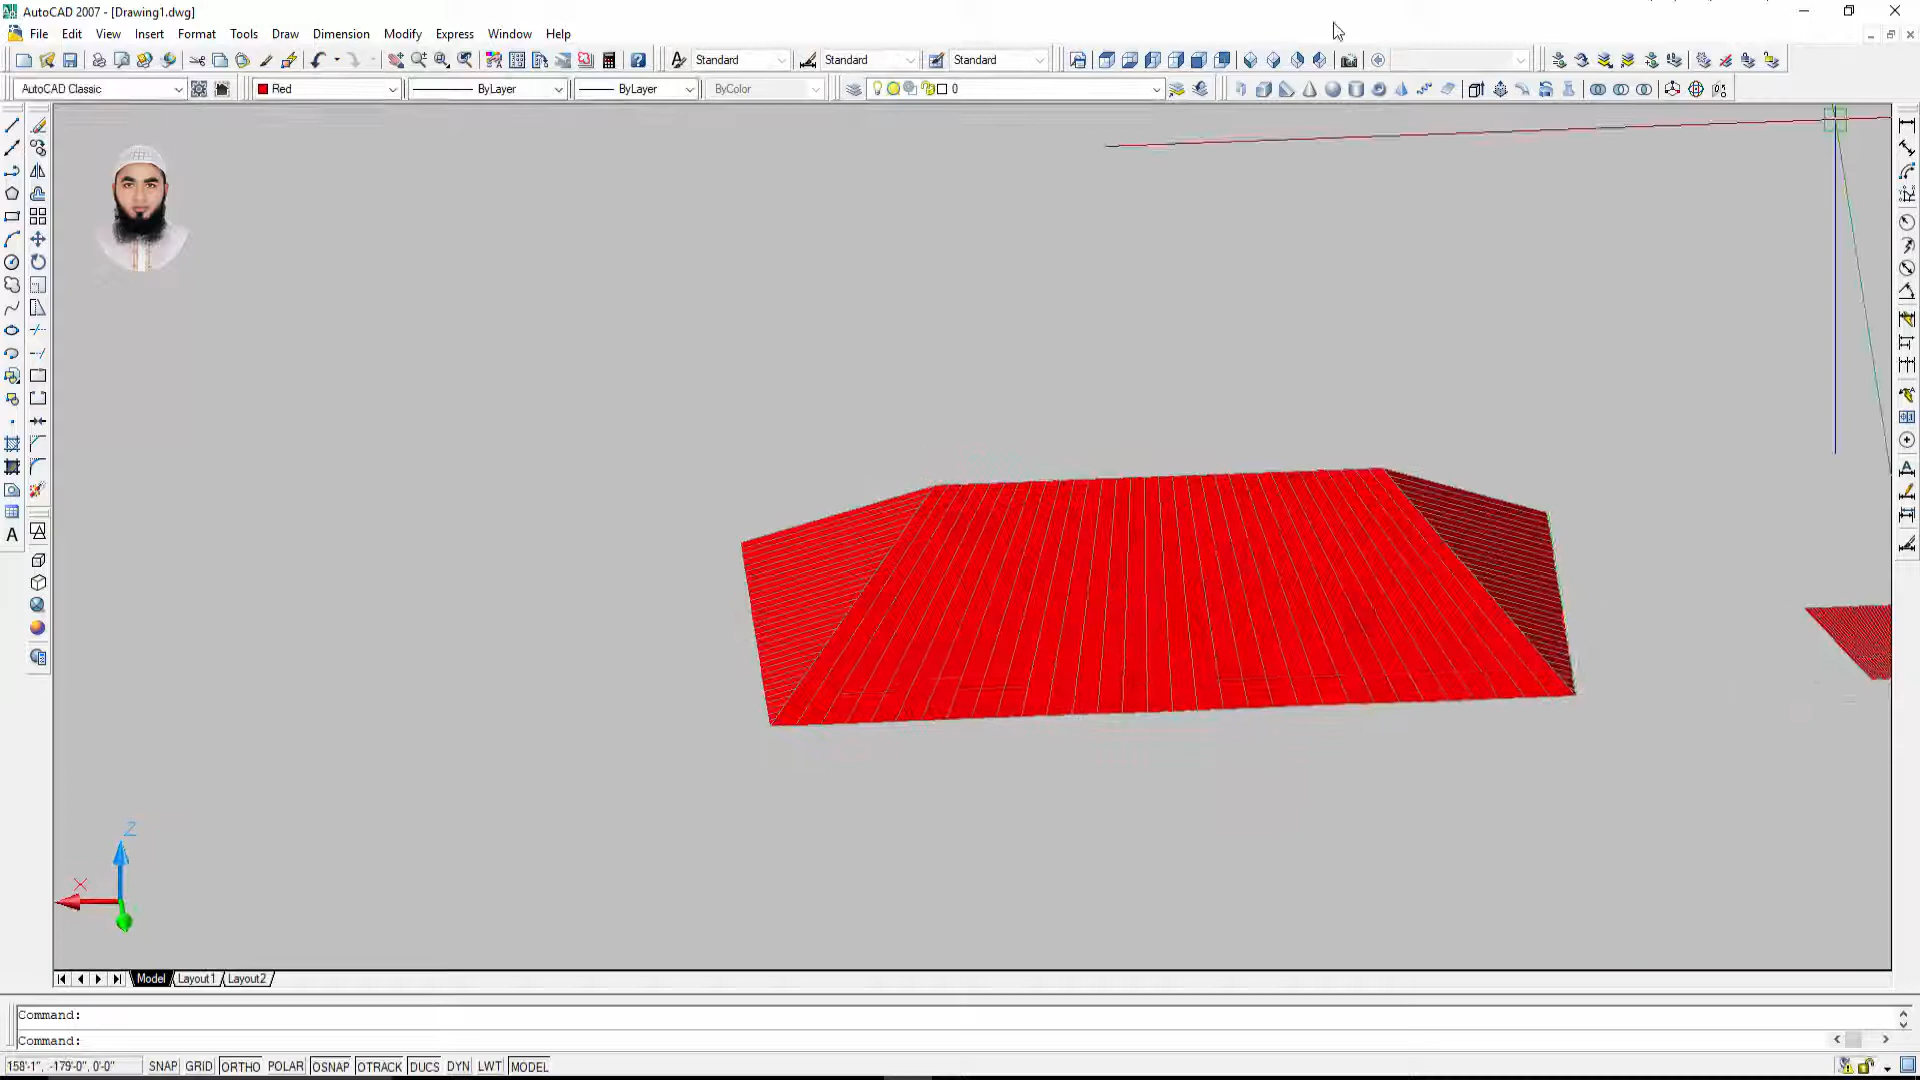 AutoCAD 2007 - [Drawing1.dwg]
File Edit View Insert Format Tools Draw Dimension Modify Express Window Help
Standard Standard Standard
AutoCAD Classic Red ByLayer ByLayer ByColor 0
A
Z
X
Model Layout1 Layout2
Command:
Command:
158'-1", -179'-0", 0'-0" SNAP GRID ORTHO POLAR OSNAP OTRACK DUCS DYN LWT MODEL